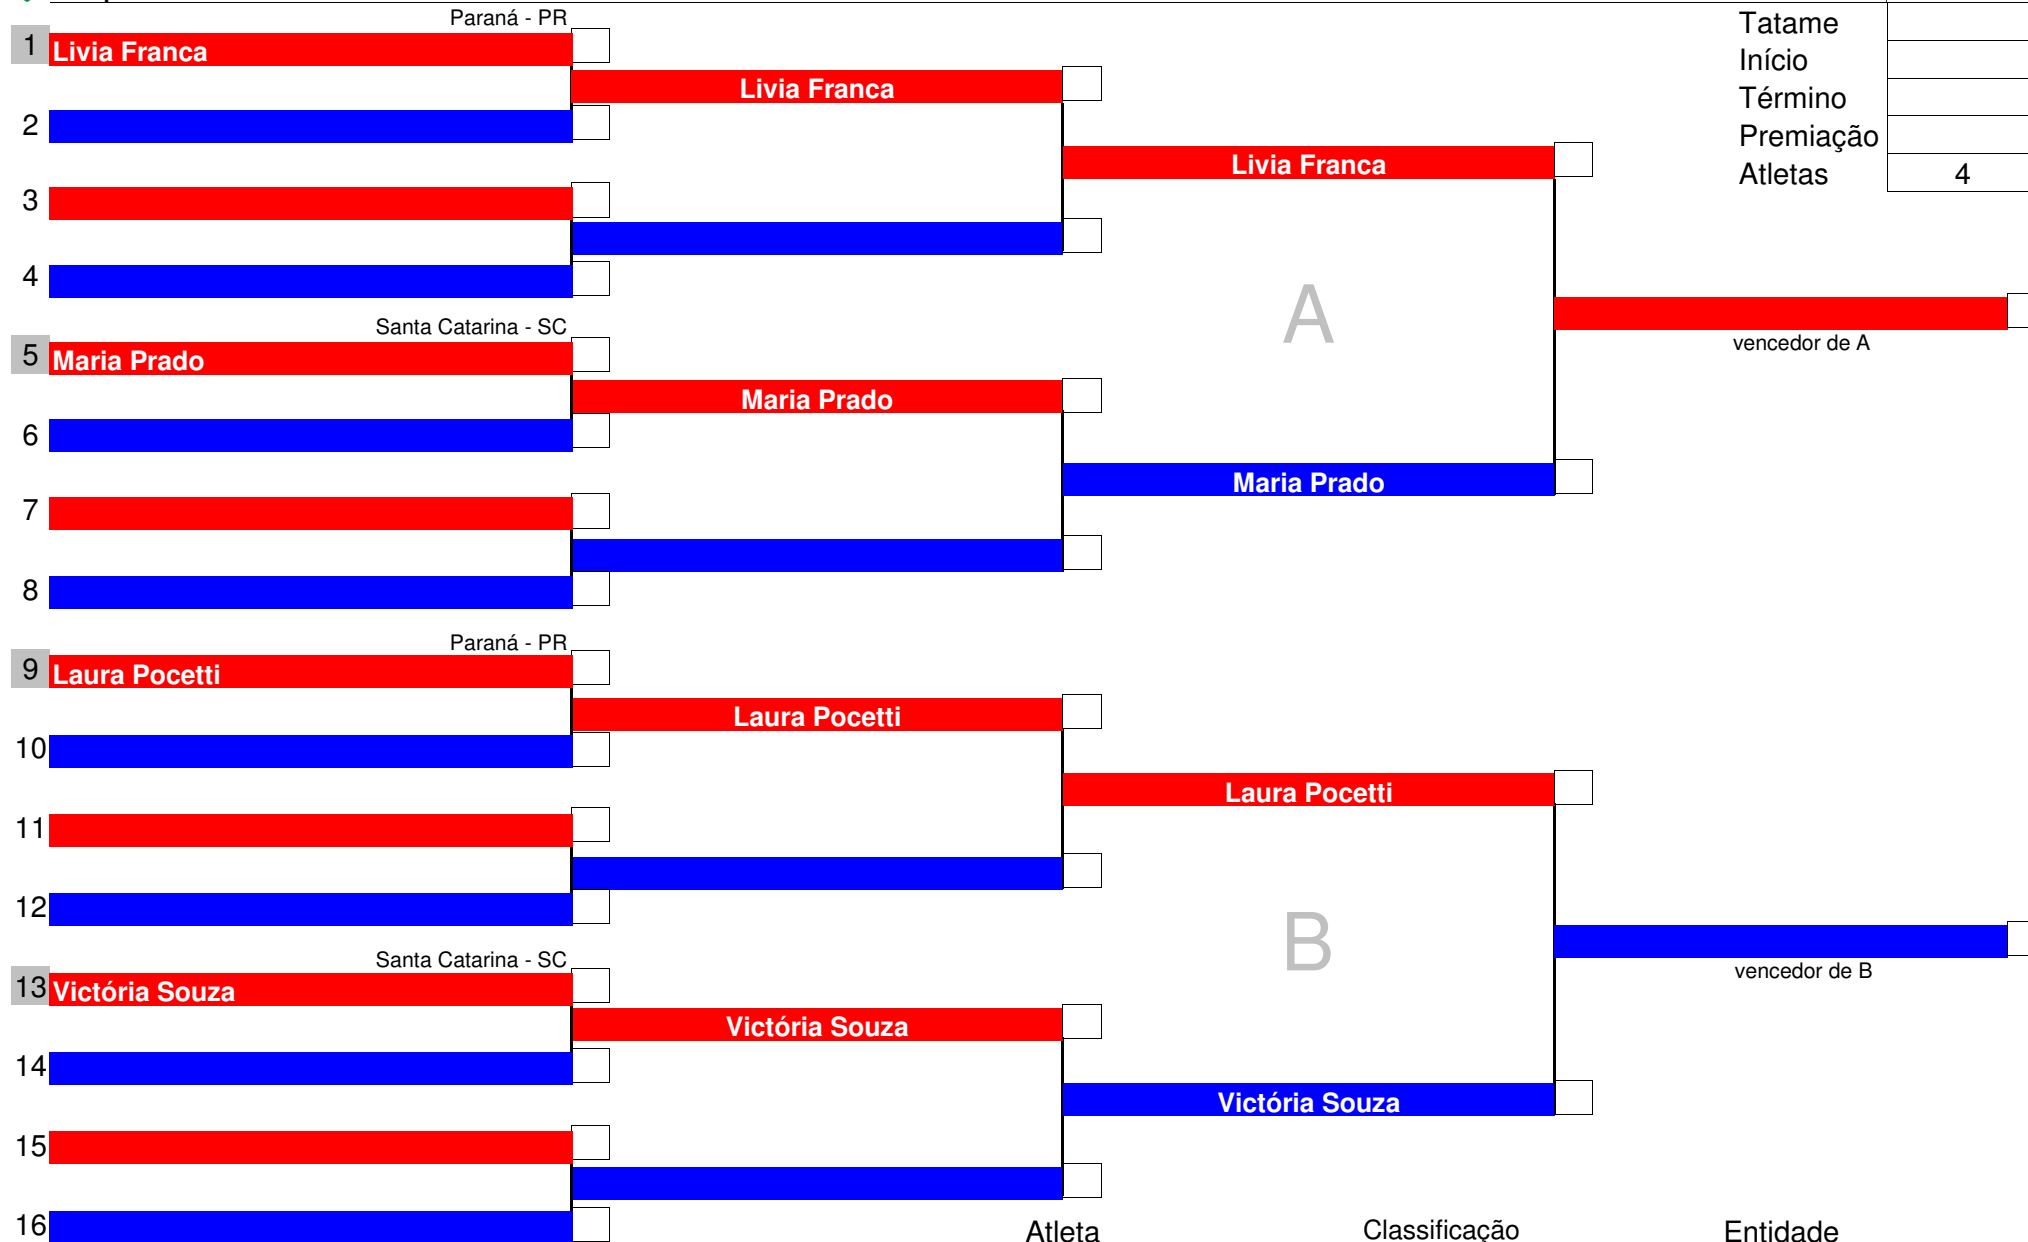 Paraná - PR
Tatame
1 Livia Franca
Início
Livia Franca
Término
2
Premiação
Livia Franca
Atletas 4
3
4
A
Santa Catarina - SC
vencedor de A
5 Maria Prado
Maria Prado
6
Maria Prado
7
8
Paraná - PR
9 Laura Pocetti
Laura Pocetti
10
Laura Pocetti
11
12
B
Santa Catarina - SC
vencedor de B
13 Victória Souza
Victória Souza
14
Victória Souza
15
16
Atleta Classificação Entidade